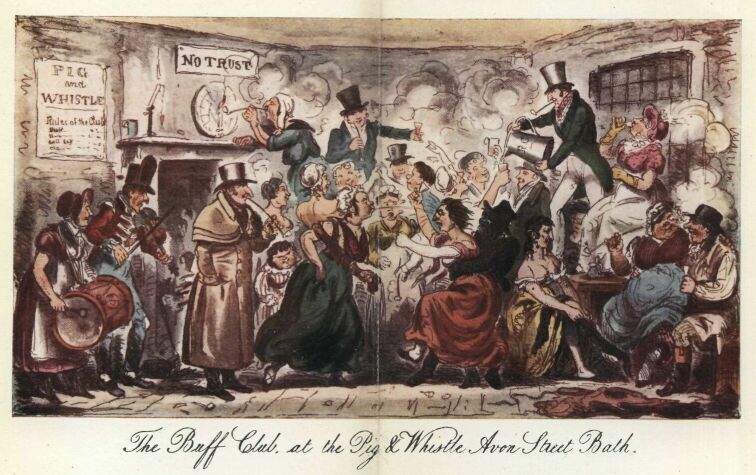 NO TRUST
PIG
and
WHISTLE
Rules of the Club
The Buff Club, at the Pig & Whistle Avon Street Bath.